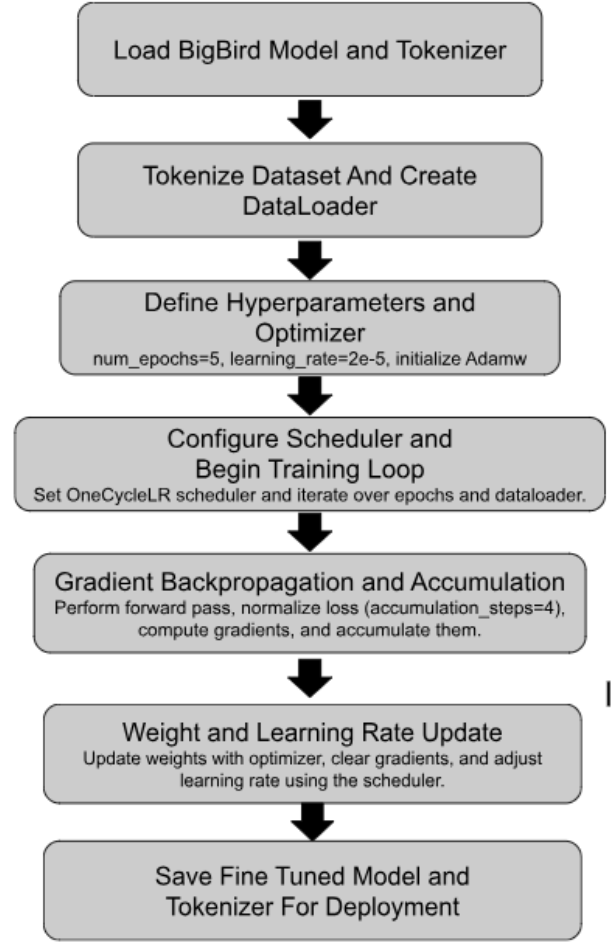 Load BigBird Model and Tokenizer
Tokenize Dataset And Create
DataLoader
Define Hyperparameters and
Optimizer
num_epochs=5, learning_rate=2e-5, initialize Adamw
Configure Scheduler and
Begin Training Loop
Set OneCycleLR scheduler and iterate over epochs and dataloader.
Gradient Backpropagation and Accumulation
Perform forward pass, normalize loss (accumulation_steps=4),
compute gradients, and accumulate them.
Weight and Learning Rate Update
Update weights with optimizer, clear gradients, and adjust
learning rate using the scheduler.
Save Fine Tuned Model and
Tokenizer For Deployment